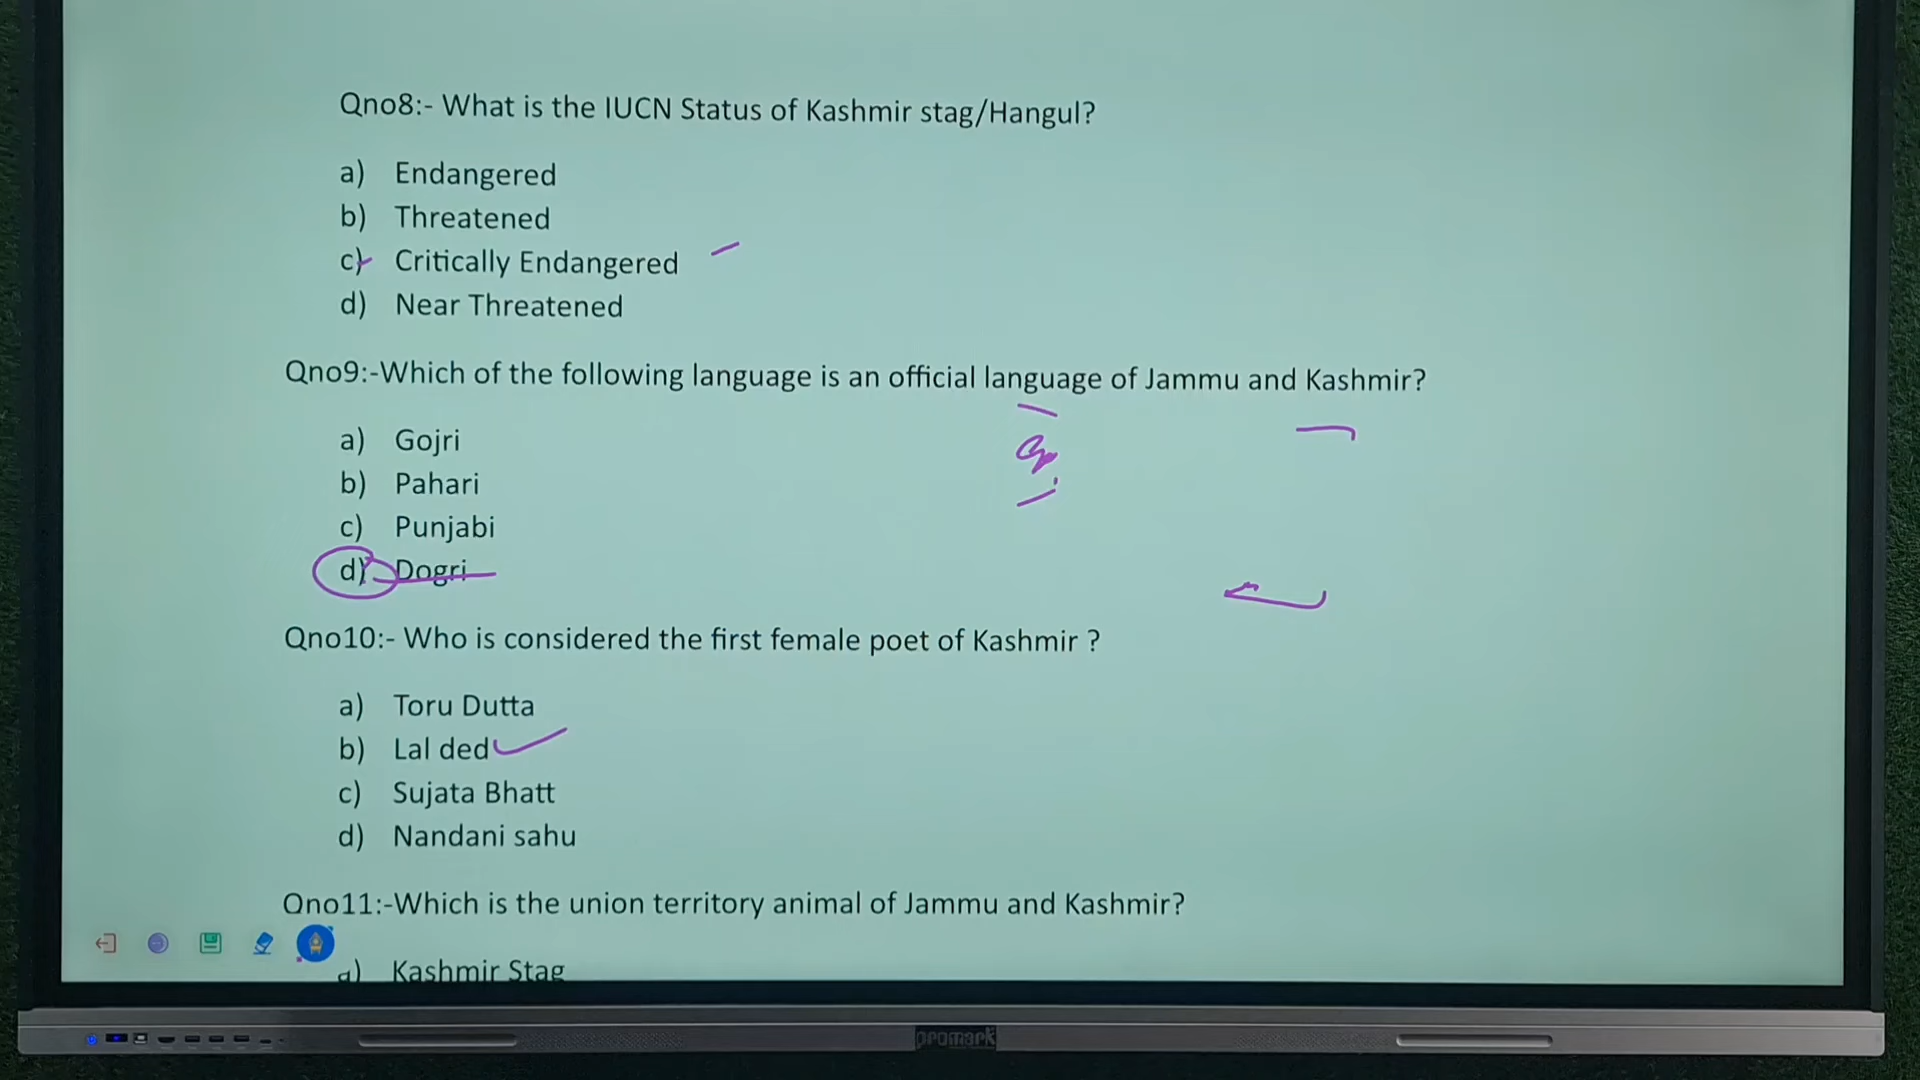 Qno8:- What is the IUCN Status of Kashmir stag/Hangul?
a) Endangered
b) Threatened
c) Critically Endangered
d) Near Threatened
Qno9:-Which of the following language is an official language of Jammu and Kashmir?
a) Gojri
b) Pahari
c) Punjabi
d) Dogri
Qno10:- Who is considered the first female poet of Kashmir ?
a) Toru Dutta
b) Lal ded
c) Sujata Bhatt
d) Nandani sahu
Qno11:-Which is the union territory animal of Jammu and Kashmir?
a) Kashmir Stag
promark